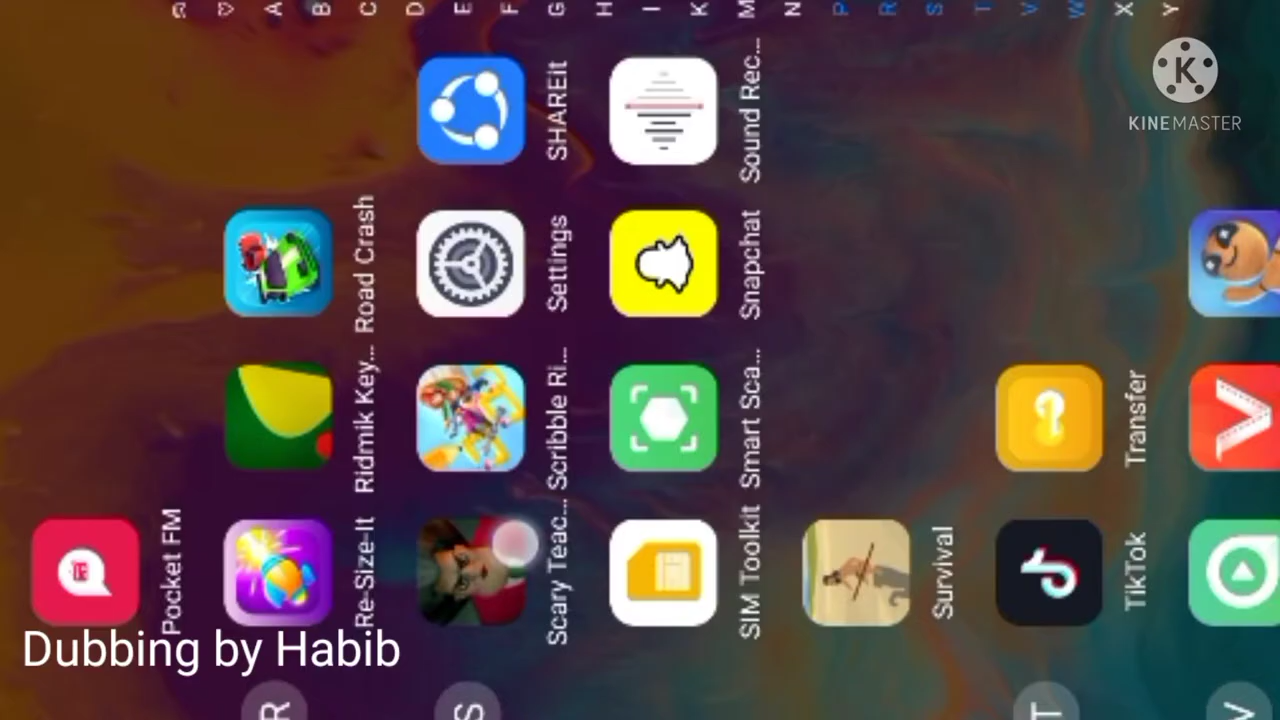 A
B
C
D
E
F
G
H
I
K
M
N
P
R
S
T
V
W
X
Y
KINEMASTER
Pocket FM
R
Re-Size-It
Ridmik Key...
Road Crash
S
Scary Teac...
Scribble Ri...
Settings
SHAREit
SIM Toolkit
Smart Sca...
Snapchat
Sound Rec...
Survival
T
TikTok
Transfer
V
Dubbing by Habib